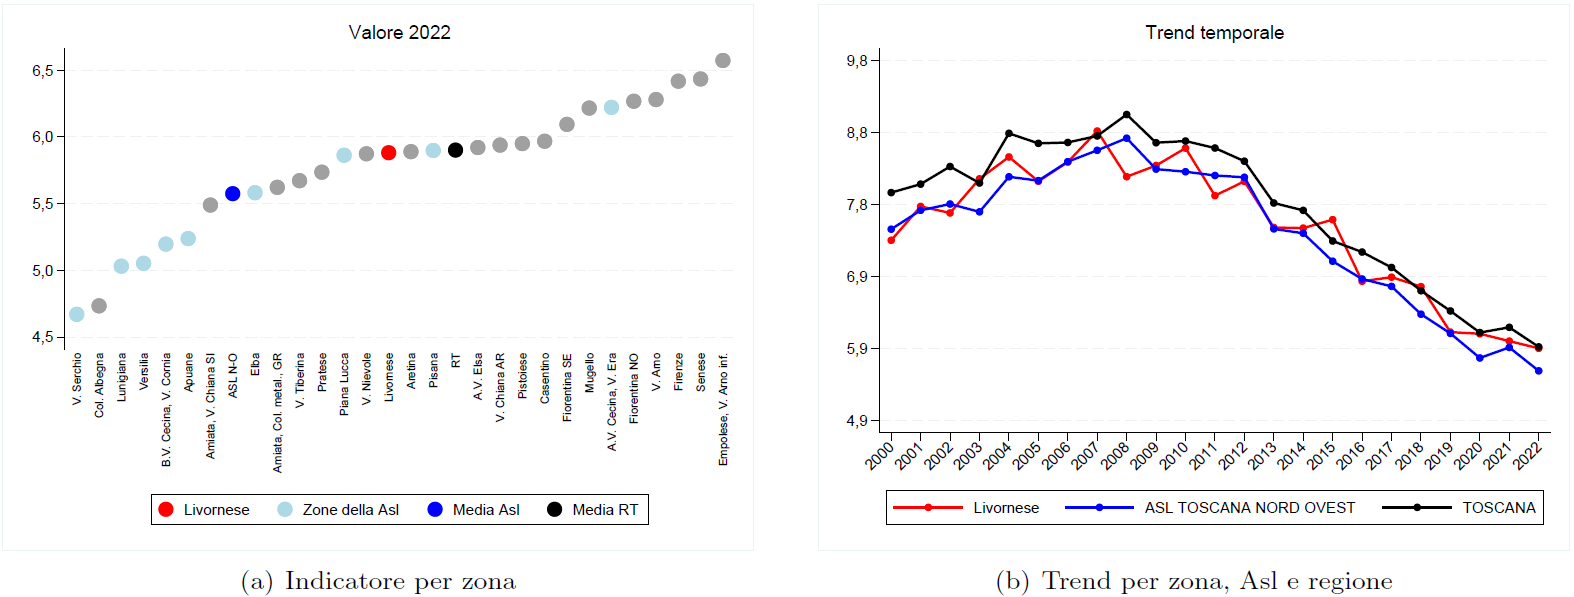 Valore 2022
6,5
6,0
5,5
5,0
4,5
V. Serchio
Col. Albegna
Lunigiana
Versilia
B.V. Cecina, V. Cornia
Apuane
Amiata, V. Chiana SI
ASL N-O
Elba
Amiata, Col. metal., GR
V. Tiberina
Pratese
Piana Lucca
V. Nievole
Livornese
Aretina
Pisana
RT
A.V. Elsa
V. Chiana AR
Pistoiese
Casentino
Fiorentina SE
Mugello
A.V. Cecina, V. Era
Fiorentina NO
V. Arno
Firenze
Senese
Empolese, V. Arno inf.
Livornese
Zone della Asl
Media Asl
Media RT
(a) Indicatore per zona
Trend temporale
9,8
8,8
7,8
6,9
5,9
4,9
2000
2001
2002
2003
2004
2005
2006
2007
2008
2009
2010
2011
2012
2013
2014
2015
2016
2017
2018
2019
2020
2021
2022
Livornese
ASL TOSCANA NORD OVEST
TOSCANA
(b) Trend per zona, Asl e regione